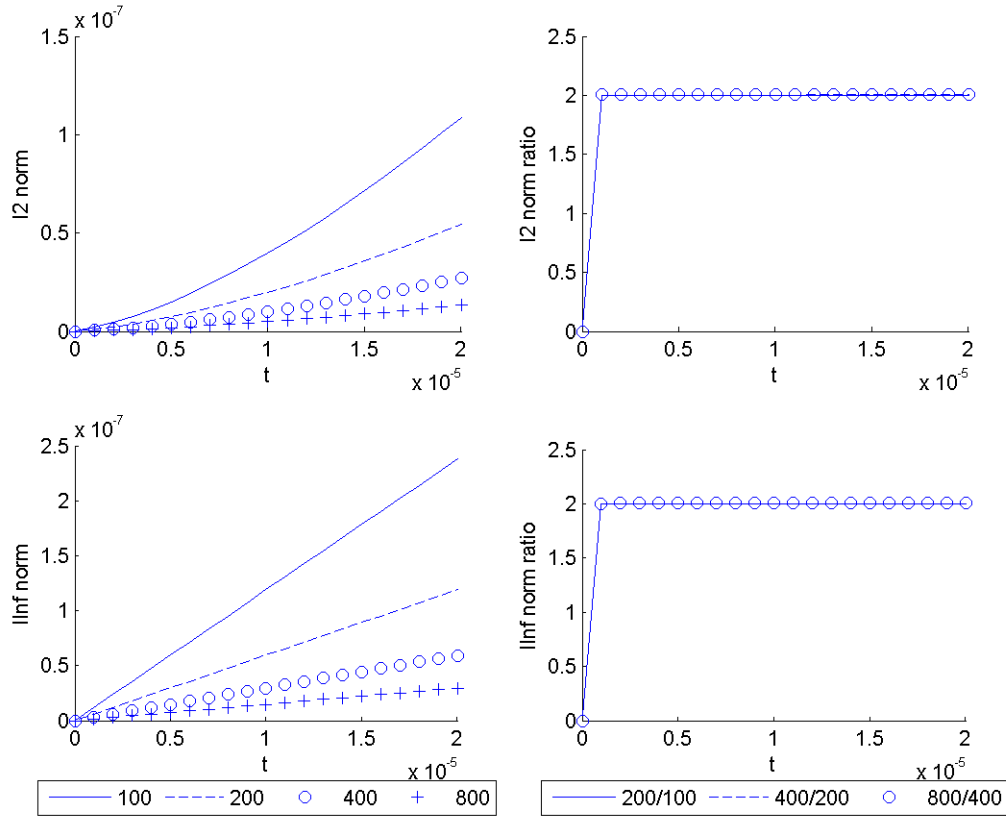 x 10^-7
1.5
1
0.5
0
l2 norm
0 0.5 1 1.5 2
t
x 10^-5
2.5
2
1.5
1
0.5
0
l2 norm ratio
0 0.5 1 1.5 2
t
x 10^-5
x 10^-7
2.5
2
1.5
1
0.5
0
lInf norm
0 0.5 1 1.5 2
t
x 10^-5
2.5
2
1.5
1
0.5
0
lInf norm ratio
0 0.5 1 1.5 2
t
x 10^-5
100 200 400 800
200/100 400/200 800/400